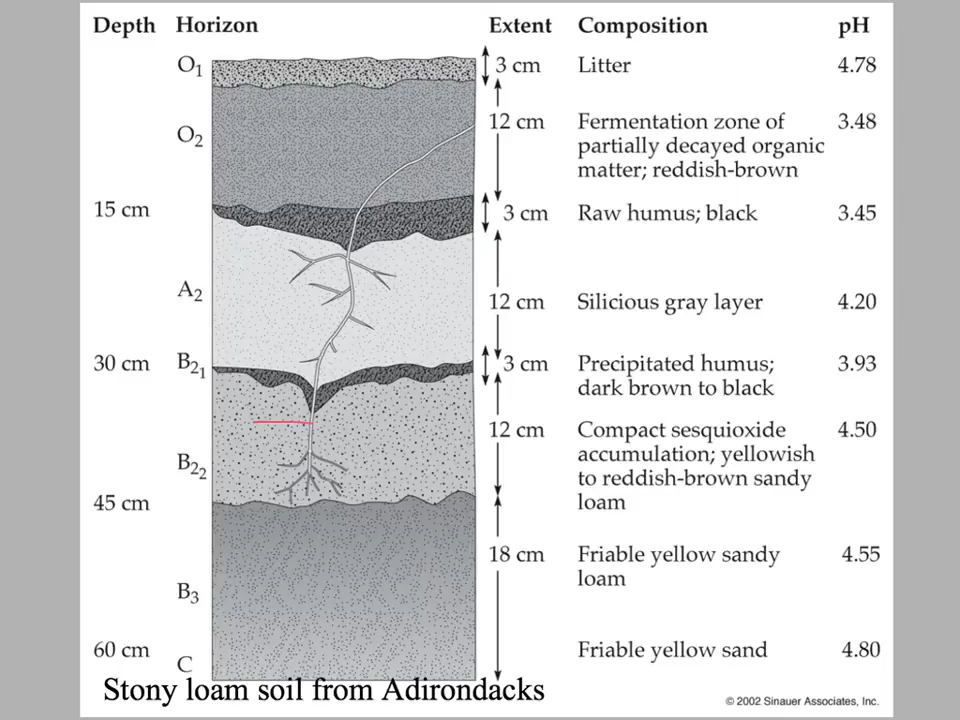 Depth Horizon Extent Composition pH
O1 3 cm Litter 4.78
O2 12 cm Fermentation zone of 3.48
partially decayed organic
matter; reddish-brown
15 cm 3 cm Raw humus; black 3.45
A2 12 cm Silicious gray layer 4.20
30 cm B21 3 cm Precipitated humus; 3.93
dark brown to black
12 cm Compact sesquioxide 4.50
accumulation; yellowish
B22 to reddish-brown sandy
45 cm loam
18 cm Friable yellow sandy 4.55
loam
B3
60 cm Friable yellow sand 4.80
C
Stony loam soil from Adirondacks
© 2002 Sinauer Associates, Inc.